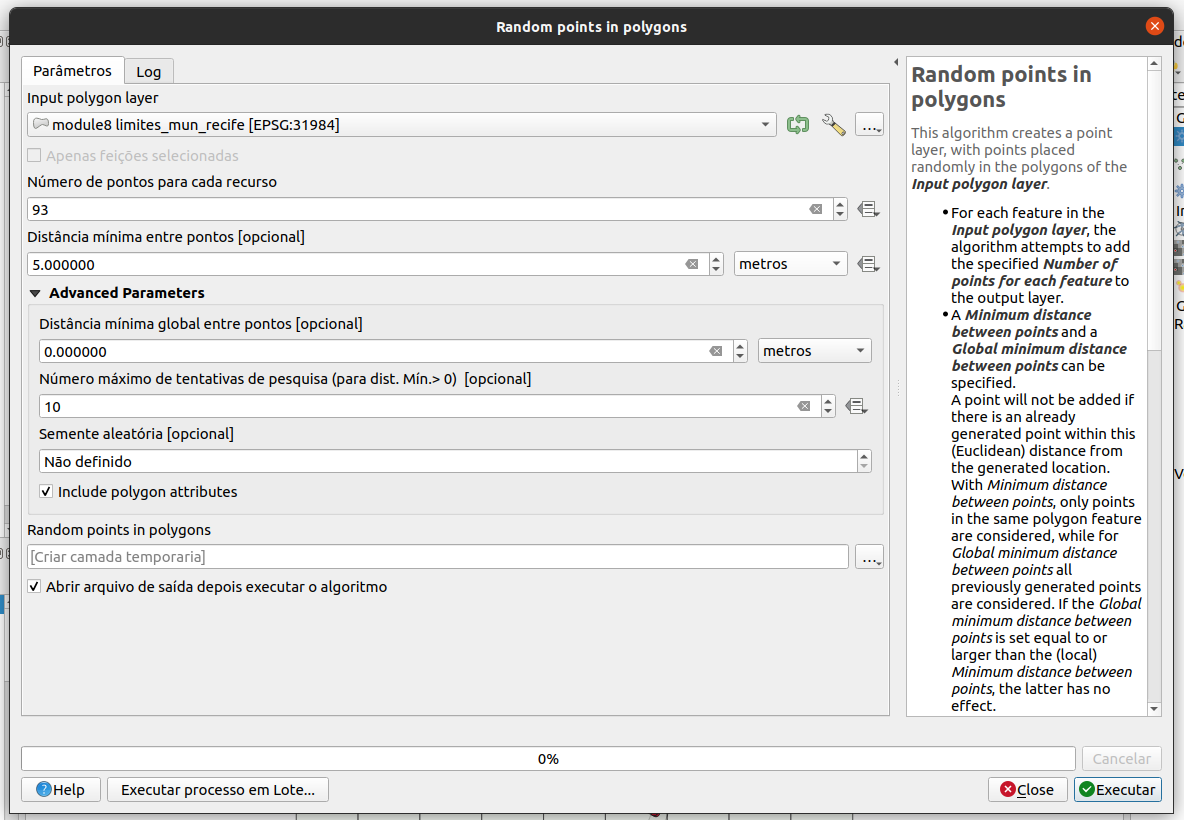 Random points in polygons
Parâmetros
Log
Input polygon layer
module8 limites_mun_recife [EPSG:31984]
...
Apenas feições selecionadas
Número de pontos para cada recurso
93
Distância mínima entre pontos [opcional]
5.000000
metros
Advanced Parameters
Distância mínima global entre pontos [opcional]
0.000000
metros
Número máximo de tentativas de pesquisa (para dist. Mín.> 0)  [opcional]
10
Semente aleatória [opcional]
Não definido
Include polygon attributes
Random points in polygons
[Criar camada temporaria]
...
Abrir arquivo de saída depois executar o algoritmo
Random points in
polygons
This algorithm creates a point
layer, with points placed
randomly in the polygons of the
Input polygon layer.
• For each feature in the
Input polygon layer, the
algorithm attempts to add
the specified Number of
points for each feature to
the output layer.
• A Minimum distance
between points and a
Global minimum distance
between points can be
specified.
A point will not be added if
there is an already
generated point within this
(Euclidean) distance from
the generated location.
With Minimum distance
between points, only points
in the same polygon feature
are considered, while for
Global minimum distance
between points all
previously generated points
are considered. If the Global
minimum distance between
points is set equal to or
larger than the (local)
Minimum distance between
points, the latter has no
effect.
0%
Cancelar
Help
Executar processo em Lote...
Close
Executar